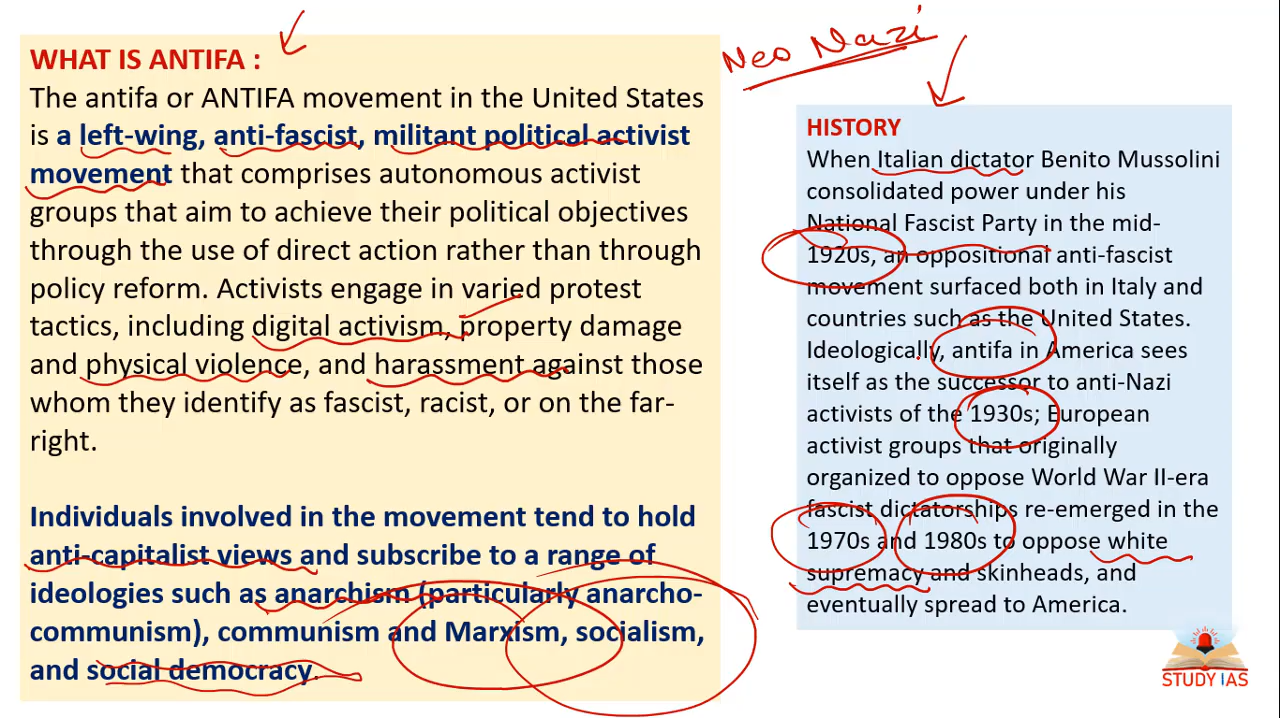 WHAT IS ANTIFA :
The antifa or ANTIFA movement in the United States
is a left-wing, anti-fascist, militant political activist
movement that comprises autonomous activist
groups that aim to achieve their political objectives
through the use of direct action rather than through
policy reform. Activists engage in varied protest
tactics, including digital activism, property damage
and physical violence, and harassment against those
whom they identify as fascist, racist, or on the far-
right.
Individuals involved in the movement tend to hold
anti-capitalist views and subscribe to a range of
ideologies such as anarchism (particularly anarcho-
communism), communism and Marxism, socialism,
and social democracy.
Neo Nazi
HISTORY
When Italian dictator Benito Mussolini
consolidated power under his
National Fascist Party in the mid-
1920s, an oppositional anti-fascist
movement surfaced both in Italy and
countries such as the United States.
Ideologically, antifa in America sees
itself as the successor to anti-Nazi
activists of the 1930s; European
activist groups that originally
organized to oppose World War II-era
fascist dictatorships re-emerged in the
1970s and 1980s to oppose white
supremacy and skinheads, and
eventually spread to America.
STUDY IAS